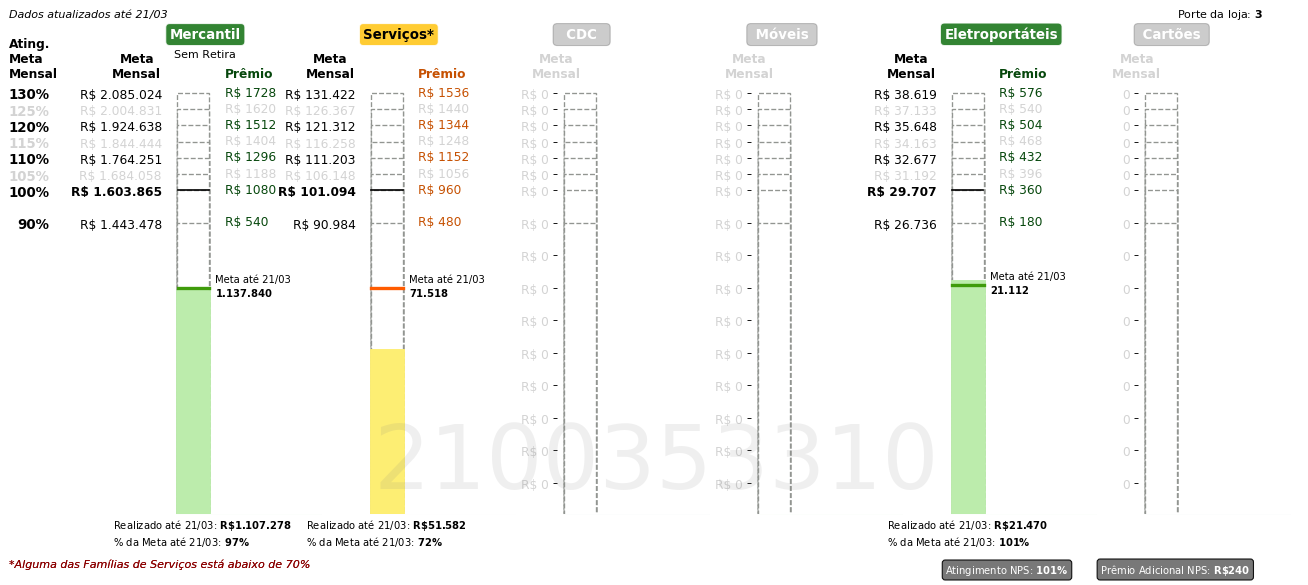 Dados atualizados até 21/03
Porte da loja: 3
Mercantil
Serviços*
CDC
Móveis
Eletroportáteis
Cartões
Sem Retira
Ating. Meta Mensal
Meta Mensal
Prêmio
Meta Mensal
Prêmio
Meta Mensal
Meta Mensal
Meta Mensal
Prêmio
Meta Mensal
130% R$ 2.085.024 R$ 1728 R$ 131.422 R$ 1536 R$ 0 R$ 0 R$ 38.619 R$ 576 0
125% R$ 2.004.831 R$ 1620 R$ 126.367 R$ 1440 R$ 0 R$ 0 R$ 37.133 R$ 540 0
120% R$ 1.924.638 R$ 1512 R$ 121.312 R$ 1344 R$ 0 R$ 0 R$ 35.648 R$ 504 0
115% R$ 1.844.444 R$ 1404 R$ 116.258 R$ 1248 R$ 0 R$ 0 R$ 34.163 R$ 468 0
110% R$ 1.764.251 R$ 1296 R$ 111.203 R$ 1152 R$ 0 R$ 0 R$ 32.677 R$ 432 0
105% R$ 1.684.058 R$ 1188 R$ 106.148 R$ 1056 R$ 0 R$ 0 R$ 31.192 R$ 396 0
100% R$ 1.603.865 R$ 1080 R$ 101.094 R$ 960 R$ 0 R$ 0 R$ 29.707 R$ 360 0
90% R$ 1.443.478 R$ 540 R$ 90.984 R$ 480 R$ 0 R$ 0 R$ 26.736 R$ 180 0
R$ 0 R$ 0 0
Meta até 21/03
1.137.840
Meta até 21/03
71.518
R$ 0 R$ 0
Meta até 21/03
21.112
0
R$ 0 R$ 0 0
R$ 0 R$ 0 0
R$ 0 R$ 0 0
R$ 0 R$ 0 0
R$ 0 R$ 0 0
R$ 0 R$ 0 0
2100353310
Realizado até 21/03: R$1.107.278
% da Meta até 21/03: 97%
Realizado até 21/03: R$51.582
% da Meta até 21/03: 72%
Realizado até 21/03: R$21.470
% da Meta até 21/03: 101%
*Alguma das Famílias de Serviços está abaixo de 70%
Atingimento NPS: 101%
Prêmio Adicional NPS: R$240